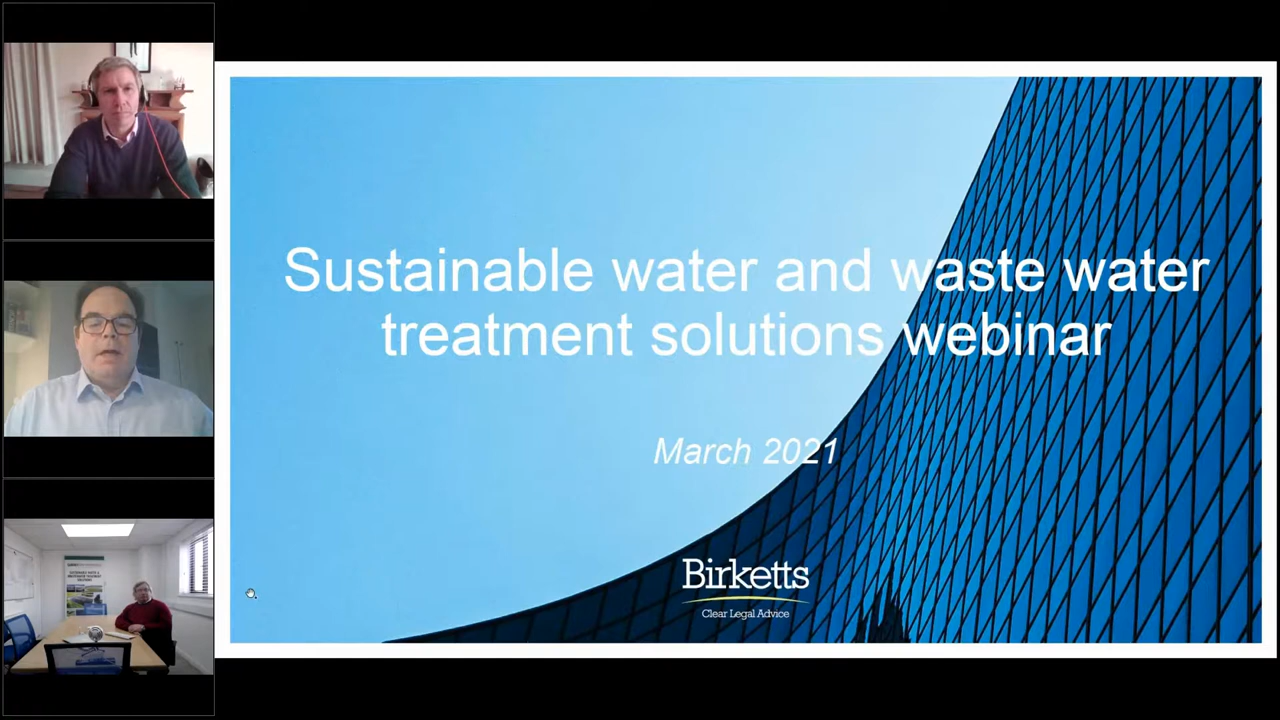 Sustainable water and waste water
treatment solutions webinar
March 2021
Birketts
Clear Legal Advice